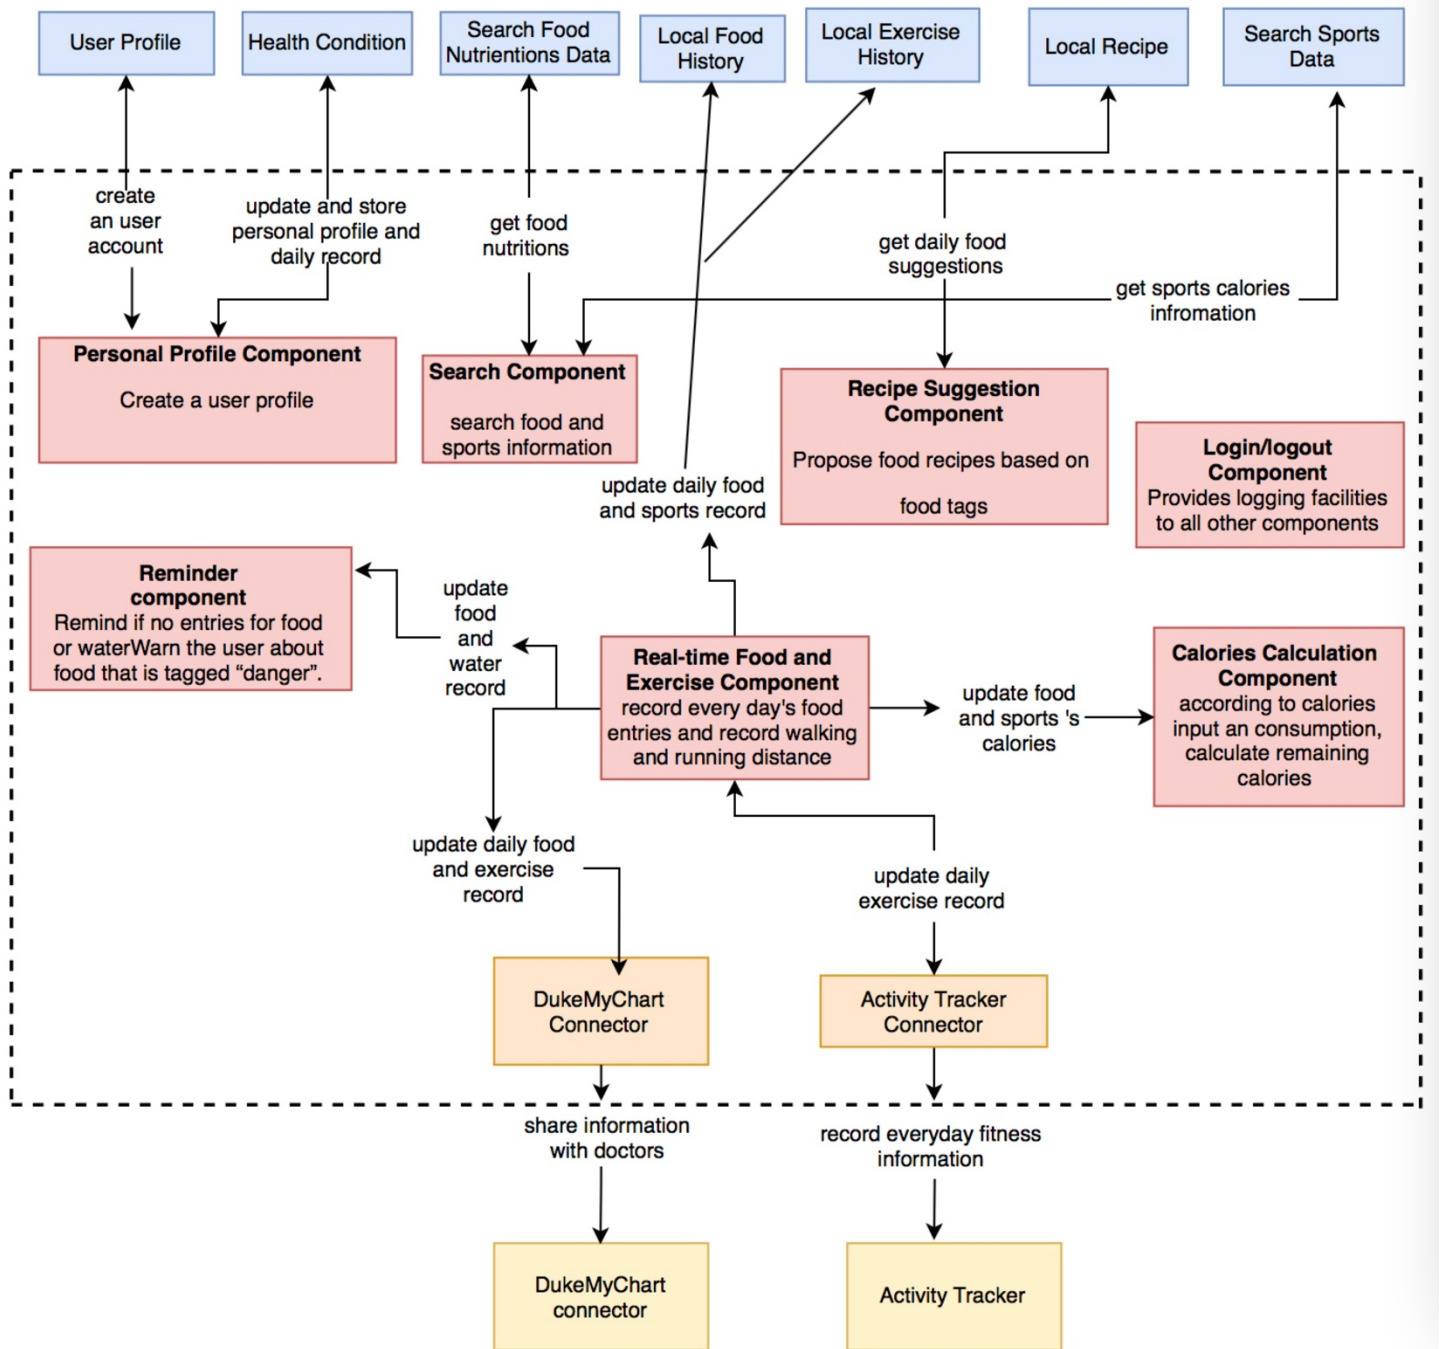 User Profile
Health Condition
Search Food
Nutrientions Data
Local Food
History
Local Exercise
History
Local Recipe
Search Sports
Data
create
an user
account
update and store
personal profile and
daily record
get food
nutritions
get daily food
suggestions
get sports calories
infromation
Personal Profile Component
Create a user profile
Search Component
search food and
sports information
Recipe Suggestion
Component
Propose food recipes based on
food tags
Login/logout
Component
Provides logging facilities
to all other components
update daily food
and sports record
Reminder
component
Remind if no entries for food
or waterWarn the user about
food that is tagged “danger”.
update
food
and
water
record
Real-time Food and
Exercise Component
record every day's food
entries and record walking
and running distance
update food
and sports 's
calories
Calories Calculation
Component
according to calories
input an consumption,
calculate remaining
calories
update daily food
and exercise
record
update daily
exercise record
DukeMyChart
Connector
Activity Tracker
Connector
share information
with doctors
record everyday fitness
information
DukeMyChart
connector
Activity Tracker